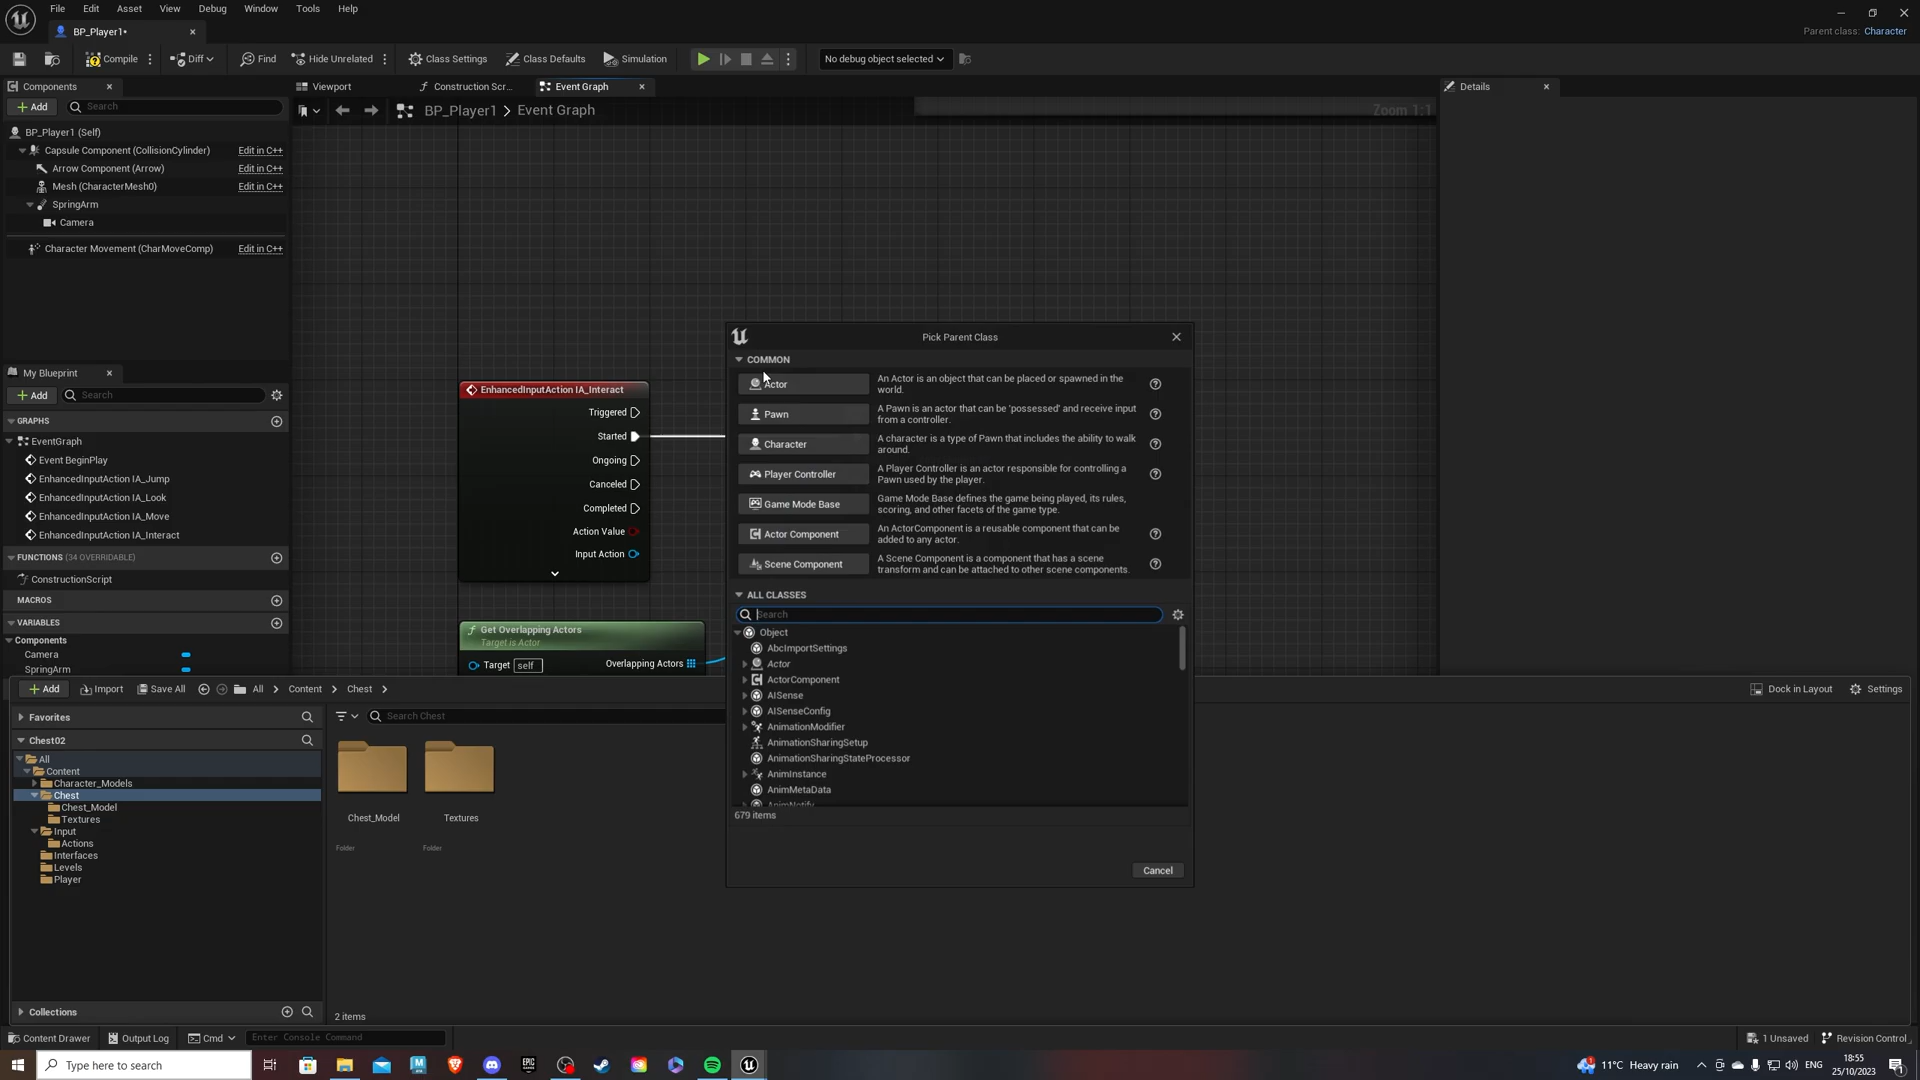 File Edit Asset View Debug Window Tools Help
BP_Player1•
Parent class: Character
Compile Diff Find Hide Unrelated Class Settings Class Defaults Simulation No debug object selected
Components Viewport Construction Scr... Event Graph Details
Add Search
BP_Player1 > Event Graph Zoom 1:1
BP_Player1 (Self)
Capsule Component (CollisionCylinder) Edit in C++
Arrow Component (Arrow) Edit in C++
Mesh (CharacterMesh0) Edit in C++
SpringArm
Camera
Character Movement (CharMoveComp) Edit in C++
My Blueprint
Add Search
GRAPHS
EventGraph
Event BeginPlay
EnhancedInputAction IA_Jump
EnhancedInputAction IA_Look
EnhancedInputAction IA_Move
EnhancedInputAction IA_Interact
FUNCTIONS (34 OVERRIDABLE)
ConstructionScript
MACROS
VARIABLES
Components
Camera
SpringArm
EnhancedInputAction IA_Interact
Triggered
Started
Ongoing
Canceled
Completed
Action Value
Input Action
Get Overlapping Actors
Target is Actor
Target self Overlapping Actors
Pick Parent Class
COMMON
Actor An Actor is an object that can be placed or spawned in the
world.
Pawn A Pawn is an actor that can be 'possessed' and receive input
from a controller.
Character A character is a type of Pawn that includes the ability to walk
around.
Player Controller A Player Controller is an actor responsible for controlling a
Pawn used by the player.
Game Mode Base Game Mode Base defines the game being played, its rules,
scoring, and other facets of the game type.
Actor Component An ActorComponent is a reusable component that can be
added to any actor.
Scene Component A Scene Component is a component that has a scene
transform and can be attached to other scene components.
ALL CLASSES
Search
Object
AbcImportSettings
Actor
ActorComponent
AISense
AISenseConfig
AnimationModifier
AnimationSharingSetup
AnimationSharingStateProcessor
AnimInstance
AnimMetaData
AnimNotify
679 items
Cancel
Add Import Save All All > Content > Chest > Dock in Layout Settings
Favorites
Search Chest
Chest02
All
Content
Character_Models
Chest
Chest_Model
Textures
Input
Actions
Interfaces
Levels
Player
Collections
Chest_Model Textures
Folder Folder
2 items
Content Drawer Output Log Cmd Enter Console Command 1 Unsaved Revision Control
Type here to search
EPIC
11°C Heavy rain ENG
18:55
25/10/2023